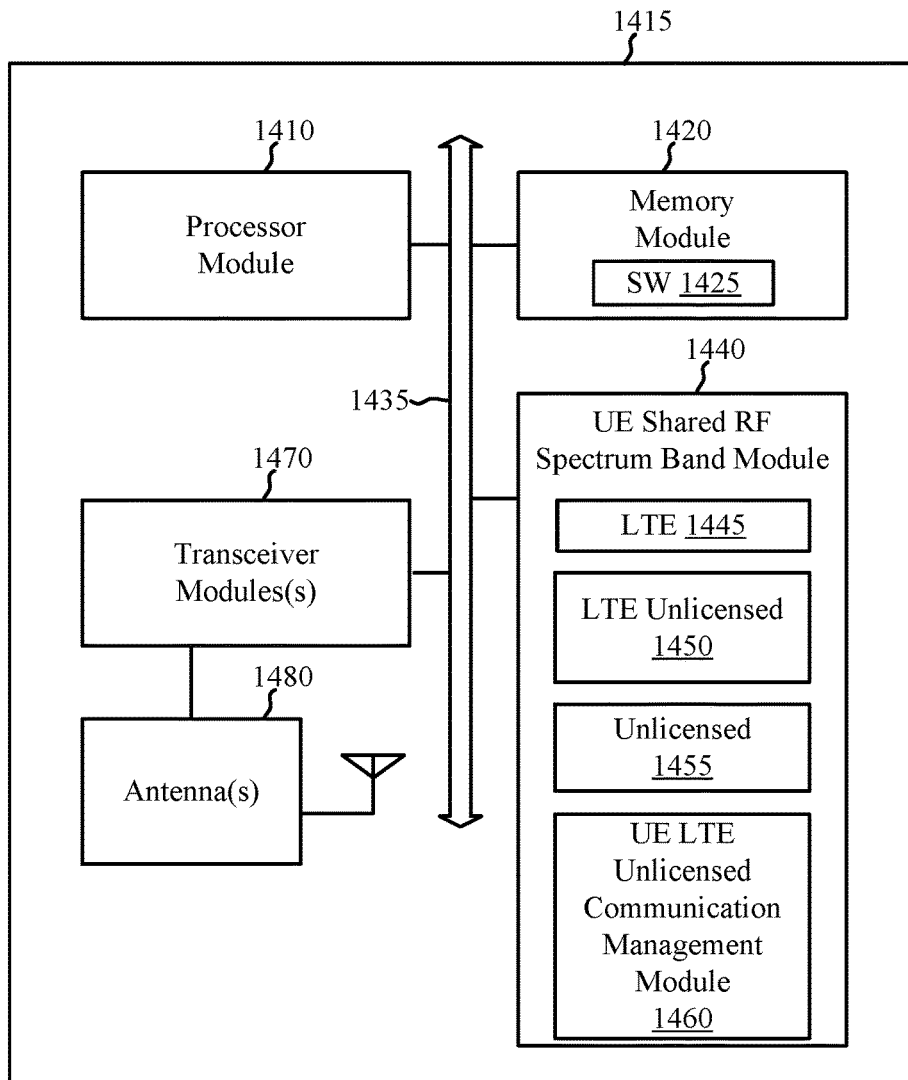 1415
1410
Processor
Module
1420
Memory
Module
SW 1425
1435
1440
UE Shared RF
Spectrum Band Module
LTE 1445
LTE Unlicensed
1450
Unlicensed
1455
UE LTE
Unlicensed
Communication
Management
Module
1460
1470
Transceiver
Modules(s)
1480
Antenna(s)